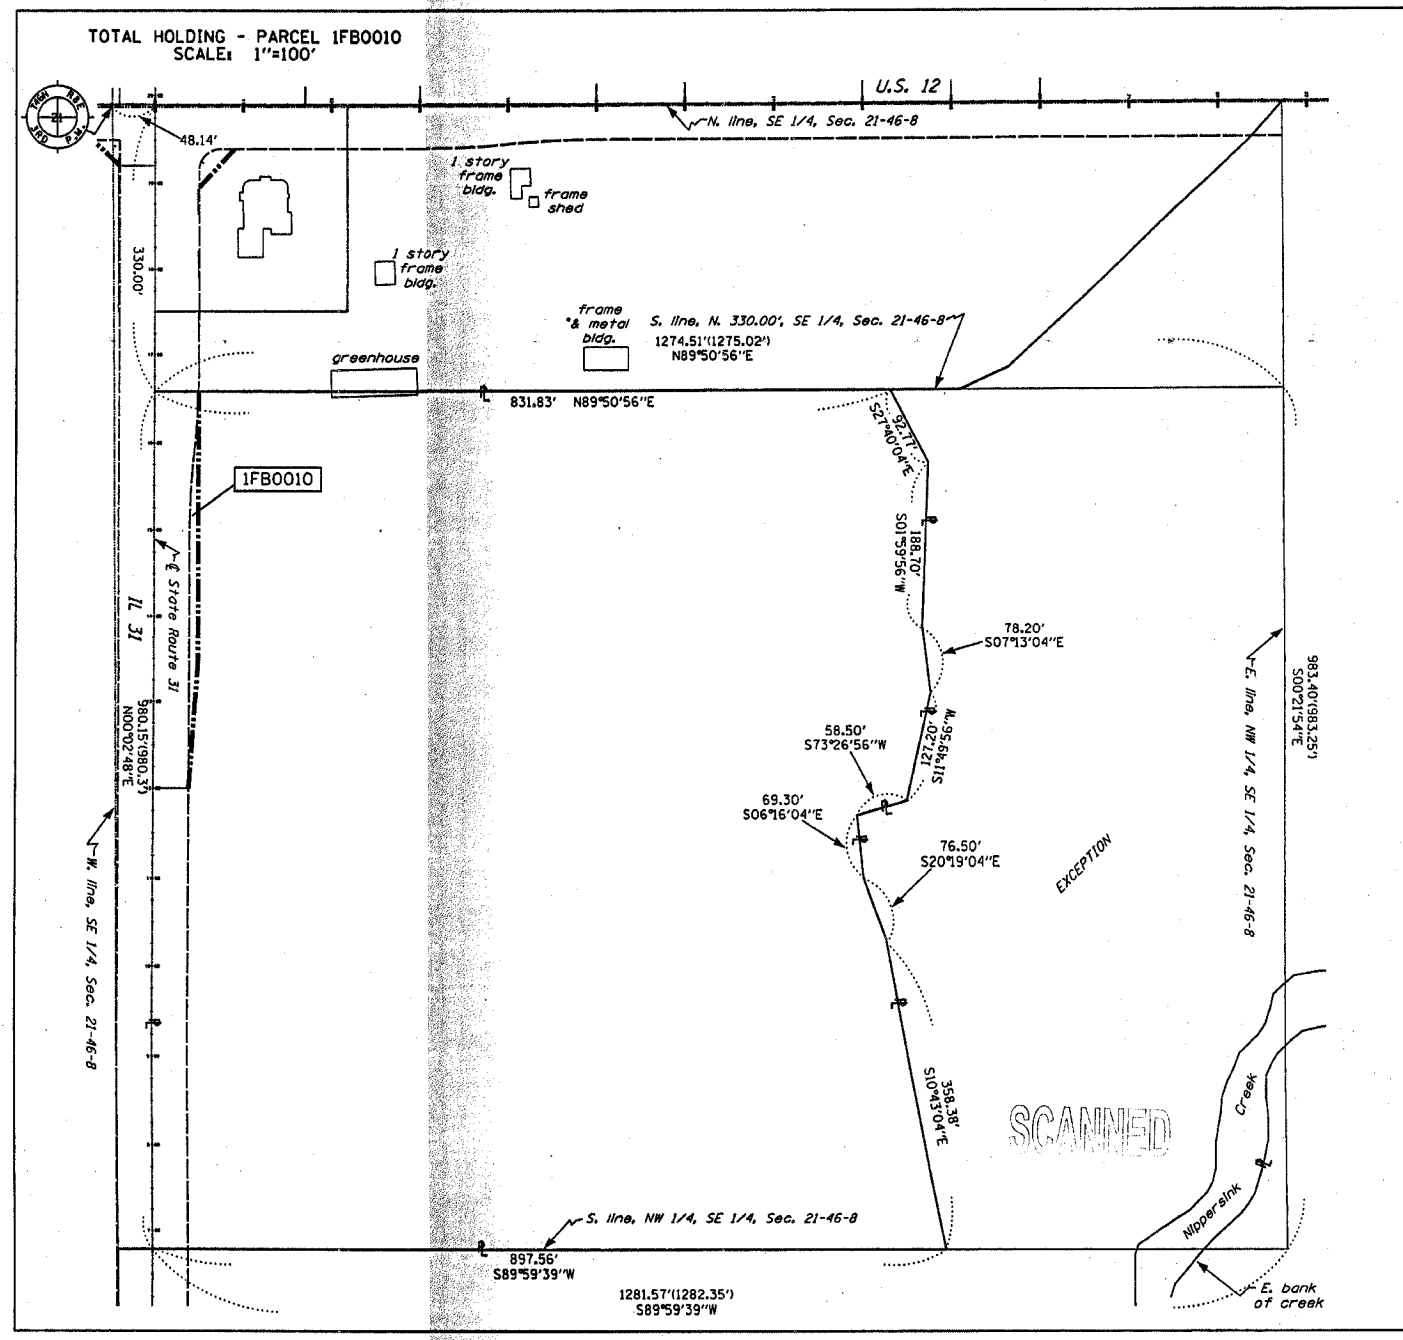 TOTAL HOLDING - PARCEL 1FB0010
SCALE: 1"=100'
T46N R8E
21
3RD P.M.
U.S. 12
N. line, SE 1/4, Sec. 21-46-8
48.14'
1 story
frame
bldg.
frame
shed
330.00'
1 story
frame
bldg.
frame
& metal
bldg.
S. line, N. 330.00', SE 1/4, Sec. 21-46-8
1274.51'(1275.02')
N89°50'56"E
greenhouse
831.83' N89°50'56"E
92.77'
S27°40'04"E
1FB0010
188.70'
S01°59'56"W
℄ State Route 31
IL 31
78.20'
S07°13'04"E
983.40'(983.25')
S00°21'54"E
E. line, NW 1/4, SE 1/4, Sec. 21-46-8
980.15'(980.3')
N00°02'48"E
58.50'
S73°26'56"W
127.20'
S11°49'56"W
69.30'
S06°16'04"E
76.50'
S20°19'04"E
EXCEPTION
W. line, SE 1/4, Sec. 21-46-8
358.38'
S10°43'04"E
SCANNED
Creek
Nippersink
S. line, NW 1/4, SE 1/4, Sec. 21-46-8
897.56'
S89°59'39"W
1281.57'(1282.35')
S89°59'39"W
E. bank
of creek